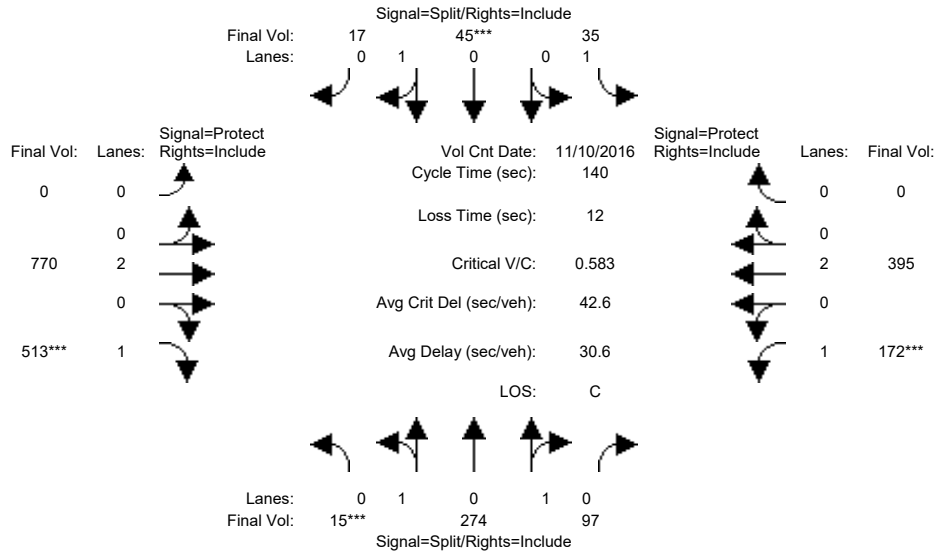 Signal=Split/Rights=Include
Final Vol: 17 45*** 35
Lanes: 0 1 0 0 1
Signal=Protect Signal=Protect
Final Vol: Lanes: Rights=Include Vol Cnt Date: 11/10/2016 Rights=Include Lanes: Final Vol:
Cycle Time (sec): 140
0 0 0 0
Loss Time (sec): 12
0 0
770 2 Critical V/C: 0.583 2 395
0 Avg Crit Del (sec/veh): 42.6 0
513*** 1 Avg Delay (sec/veh): 30.6 1 172***
LOS: C
Lanes: 0 1 0 1 0
Final Vol: 15*** 274 97
Signal=Split/Rights=Include